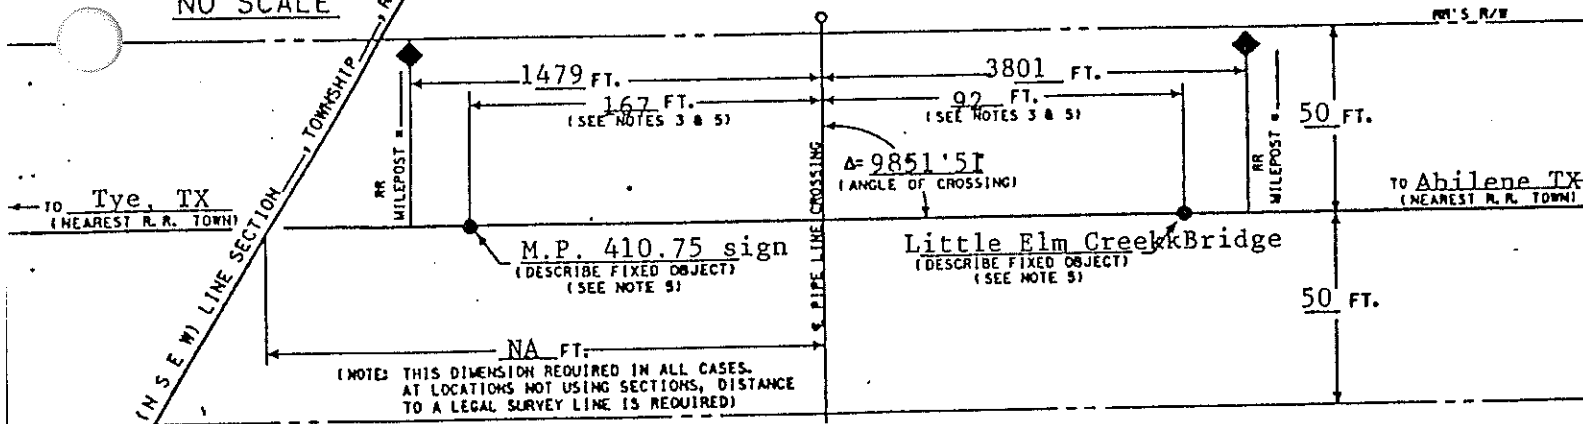 NO SCALE
RR'S R/W
1479 FT.
3801 FT.
167 FT.
(SEE NOTES 3 & 5)
92 FT.
(SEE NOTES 3 & 5)
50 FT.
RR
MILEPOST =
PIPE LINE CROSSING
Δ= 9851'51
(ANGLE OF CROSSING)
RR
MILEPOST =
TO Tye, TX
(NEAREST R.R. TOWN)
TO Abilene TX
(NEAREST R.R. TOWN)
(N S E W) LINE SECTION, TOWNSHIP,
M.P. 410.75 sign
(DESCRIBE FIXED OBJECT)
(SEE NOTE 5)
Little Elm CreekkBridge
(DESCRIBE FIXED OBJECT)
(SEE NOTE 5)
50 FT.
NA FT.
(NOTE: THIS DIMENSION REQUIRED IN ALL CASES.
AT LOCATIONS NOT USING SECTIONS, DISTANCE
TO A LEGAL SURVEY LINE IS REQUIRED)